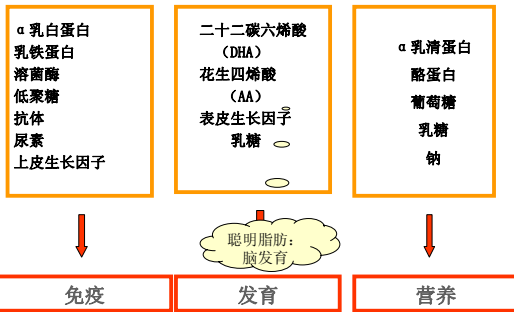 α乳白蛋白
乳铁蛋白
溶菌酶
低聚糖
抗体
尿素
上皮生长因子
二十二碳六烯酸
（DHA）
花生四烯酸
（AA）
表皮生长因子
乳糖
α乳清蛋白
酪蛋白
葡萄糖
乳糖
钠
聪明脂肪：
脑发育
免疫
发育
营养